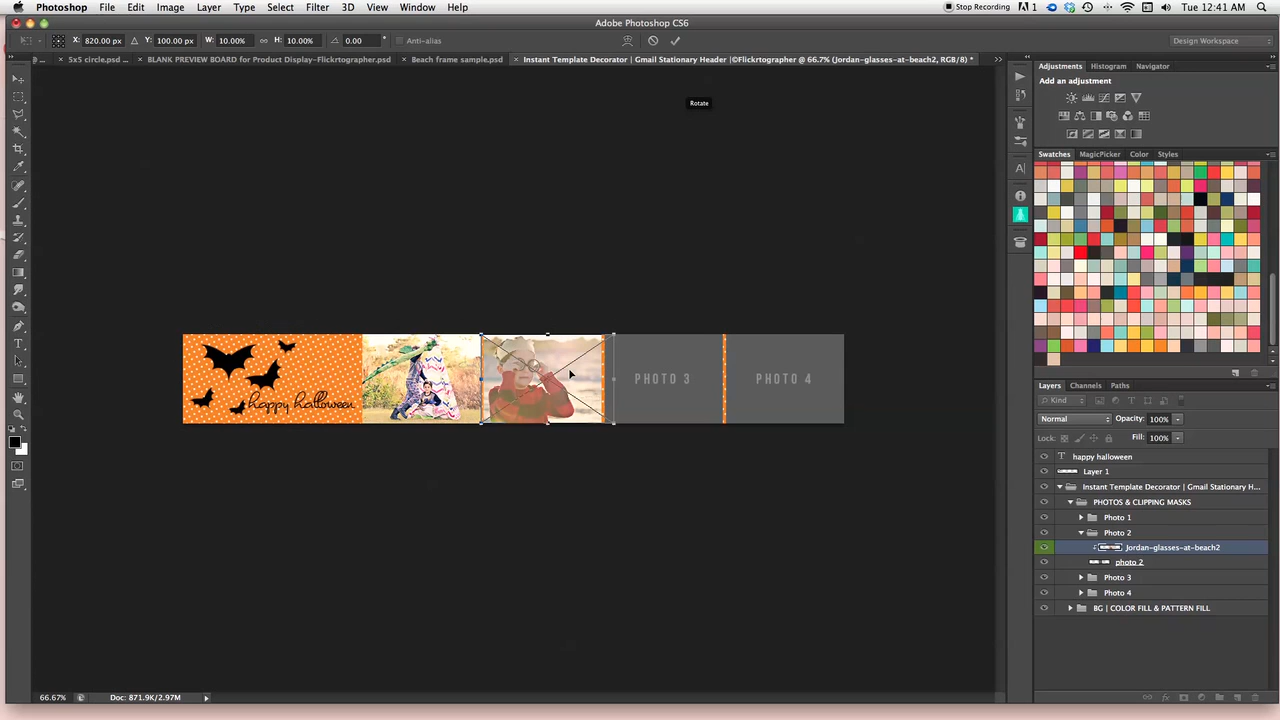 Photoshop File Edit Image Layer Type Select Filter 3D View Window Help
Stop Recording 1 Tue 12:41 AM
Adobe Photoshop CS6
X: 820.00 px Y: 100.00 px W: 10.00% H: 10.00% 0.00 ° Anti-alias Design Workspace
5x5 circle.psd ... BLANK PREVIEW BOARD for Product Display-Flickrtographer.psd Beach frame sample.psd Instant Template Decorator | Gmail Stationary Header |©Flickrtographer @ 66.7% (Jordan-glasses-at-beach2, RGB/8) *
Rotate
Adjustments Histogram Navigator
Add an adjustment
Swatches MagicPicker Color Styles
happy halloween
PHOTO 3
PHOTO 4
Layers Channels Paths
Kind
Normal Opacity: 100%
Lock: Fill: 100%
happy halloween
Layer 1
Instant Template Decorator | Gmail Stationary H...
PHOTOS & CLIPPING MASKS
Photo 1
Photo 2
Jordan-glasses-at-beach2
photo 2
Photo 3
Photo 4
BG | COLOR FILL & PATTERN FILL
66.67% Doc: 871.9K/2.97M